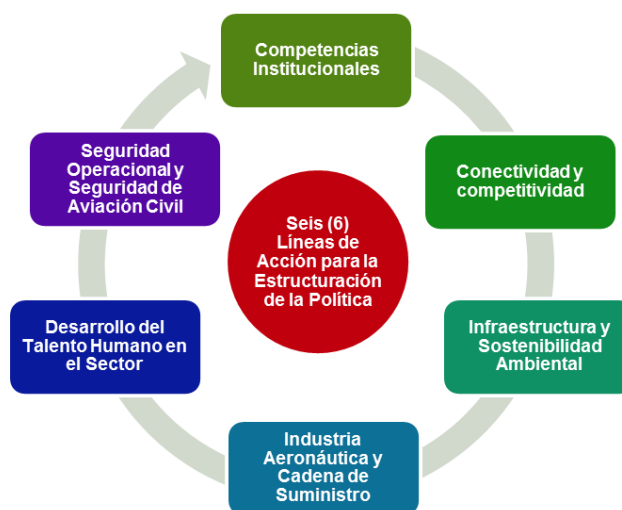 Competencias
Institucionales
Conectividad y
competitividad
Infraestructura y
Sostenibilidad
Ambiental
Industria
Aeronáutica y
Cadena de
Suministro
Desarrollo del
Talento Humano en
el Sector
Seguridad
Operacional y
Seguridad de
Aviación Civil
Seis (6)
Líneas de
Acción para la
Estructuración
de la Política